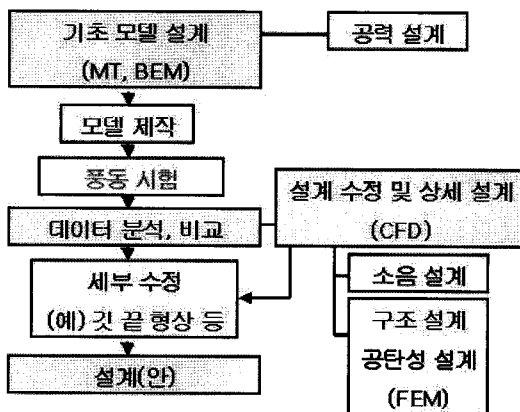 기초 모델 설계
(MT, BEM)
공력 설계
모델 제작
풍동 시험
데이터 분석, 비교
설계 수정 및 상세 설계
(CFD)
세부 수정
(예) 깃 끝 형상 등
소음 설계
구조 설계
공탄성 설계
(FEM)
설계(안)